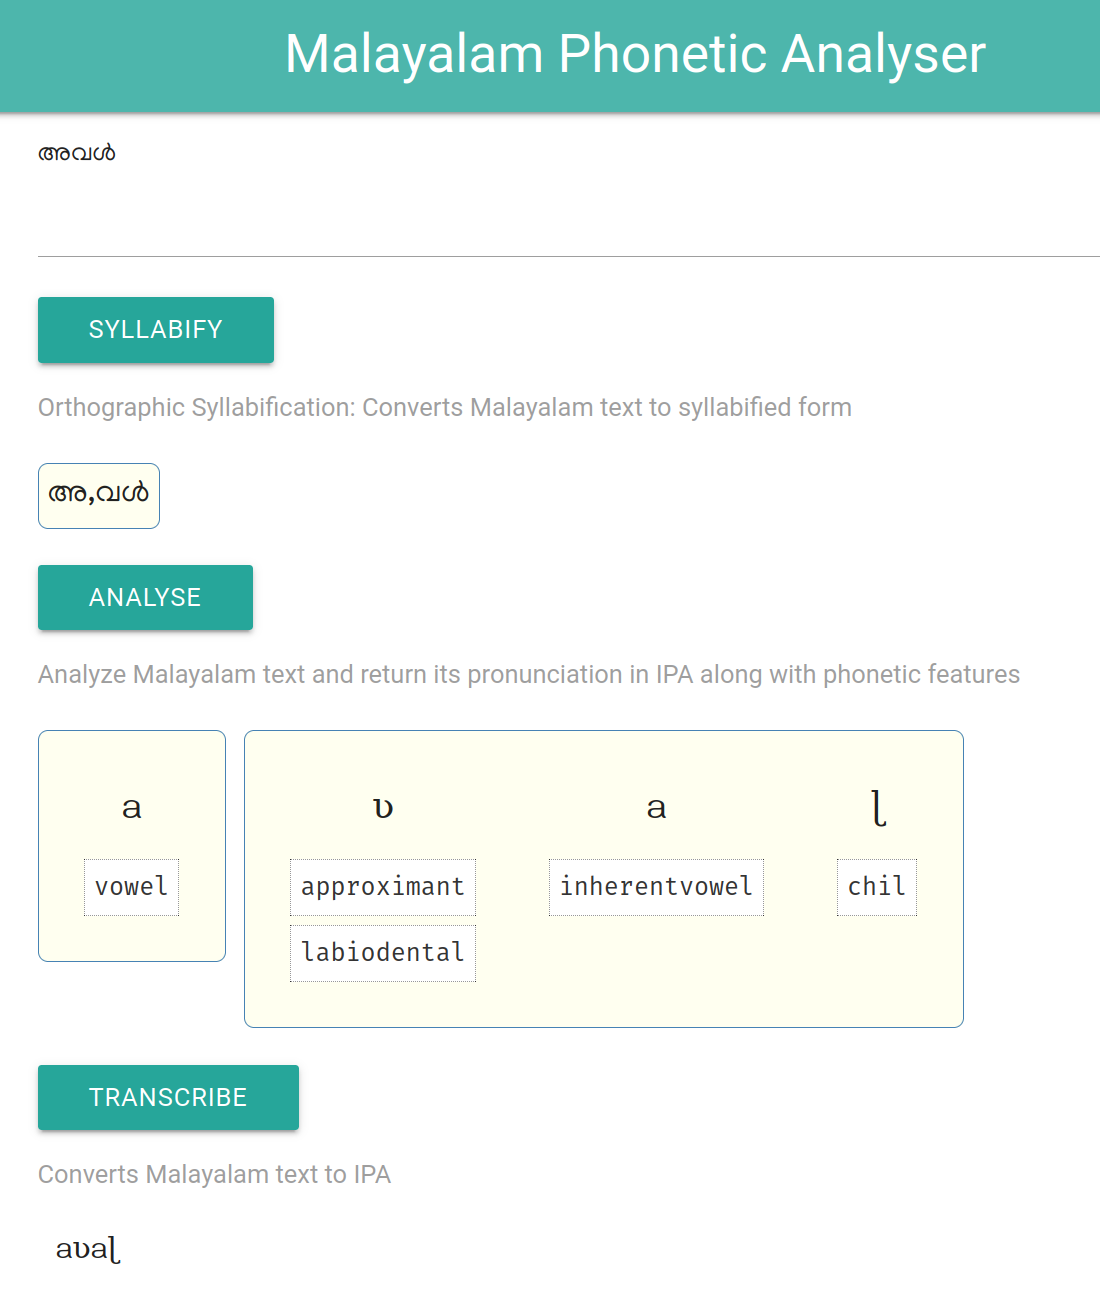 Malayalam Phonetic Analyser
അവൾ
SYLLABIFY
Orthographic Syllabification: Converts Malayalam text to syllabified form
അ,വൾ
ANALYSE
Analyze Malayalam text and return its pronunciation in IPA along with phonetic features
a ʋ a ɭ
vowel approximant inherentvowel chil
labiodental
TRANSCRIBE
Converts Malayalam text to IPA
aʋaɭ